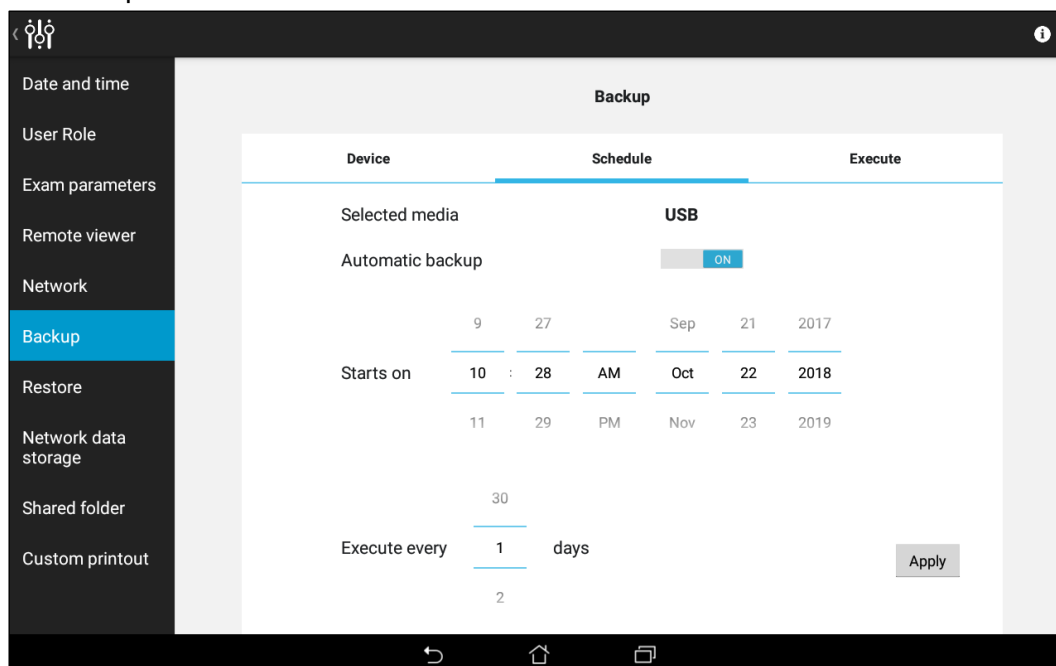 Date and time
User Role
Exam parameters
Remote viewer
Network
Backup
Restore
Network data
storage
Shared folder
Custom printout
Backup
Device Schedule Execute
Selected media USB
Automatic backup ON
9 27 Sep 21 2017
Starts on 10 : 28 AM Oct 22 2018
11 29 PM Nov 23 2019
30
Execute every 1 days
Apply
2